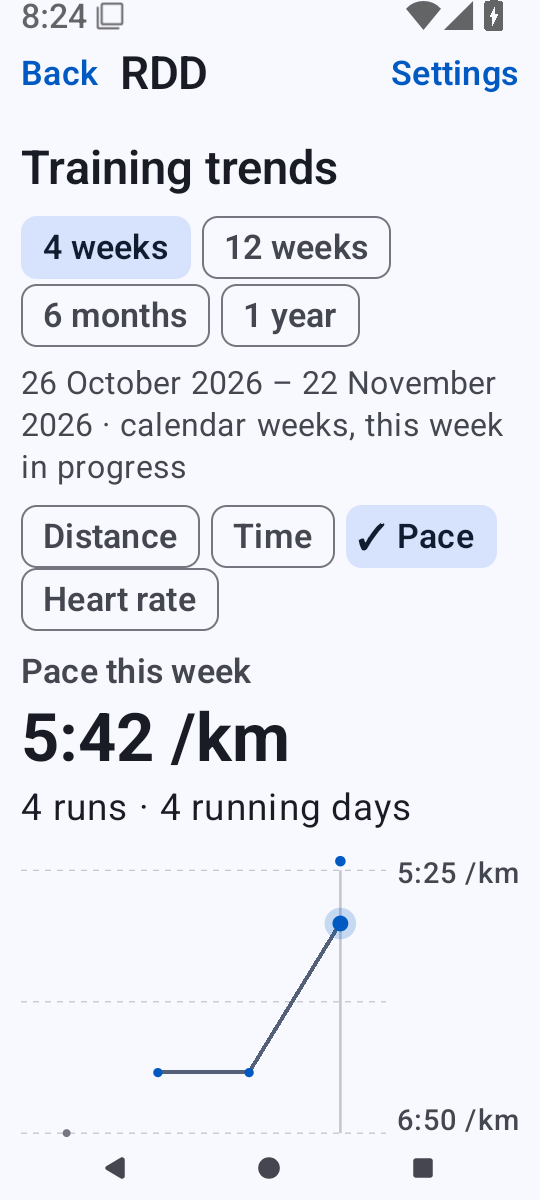 8:24
Back RDD Settings
Training trends
4 weeks 12 weeks
6 months 1 year
26 October 2026 – 22 November
2026 · calendar weeks, this week
in progress
Distance Time ✓ Pace
Heart rate
Pace this week
5:42 /km
4 runs · 4 running days
5:25 /km
6:50 /km